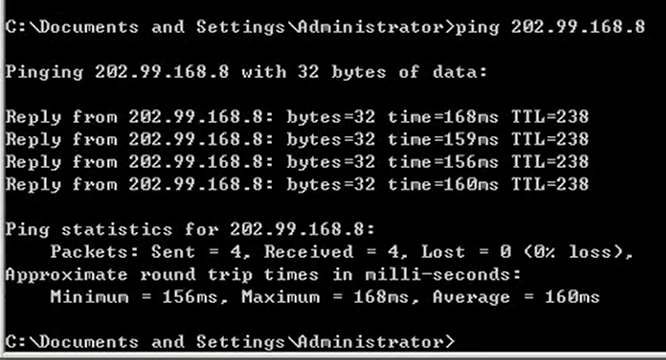 C:\Documents and Settings\Administrator>ping 202.99.168.8
Pinging 202.99.168.8 with 32 bytes of data:
Reply from 202.99.168.8: bytes=32 time=168ms TTL=238
Reply from 202.99.168.8: bytes=32 time=159ms TTL=238
Reply from 202.99.168.8: bytes=32 time=156ms TTL=238
Reply from 202.99.168.8: bytes=32 time=160ms TTL=238
Ping statistics for 202.99.168.8:
Packets: Sent = 4, Received = 4, Lost = 0 (0% loss),
Approximate round trip times in milli-seconds:
Minimum = 156ms, Maximum = 168ms, Average = 160ms
C:\Documents and Settings\Administrator>